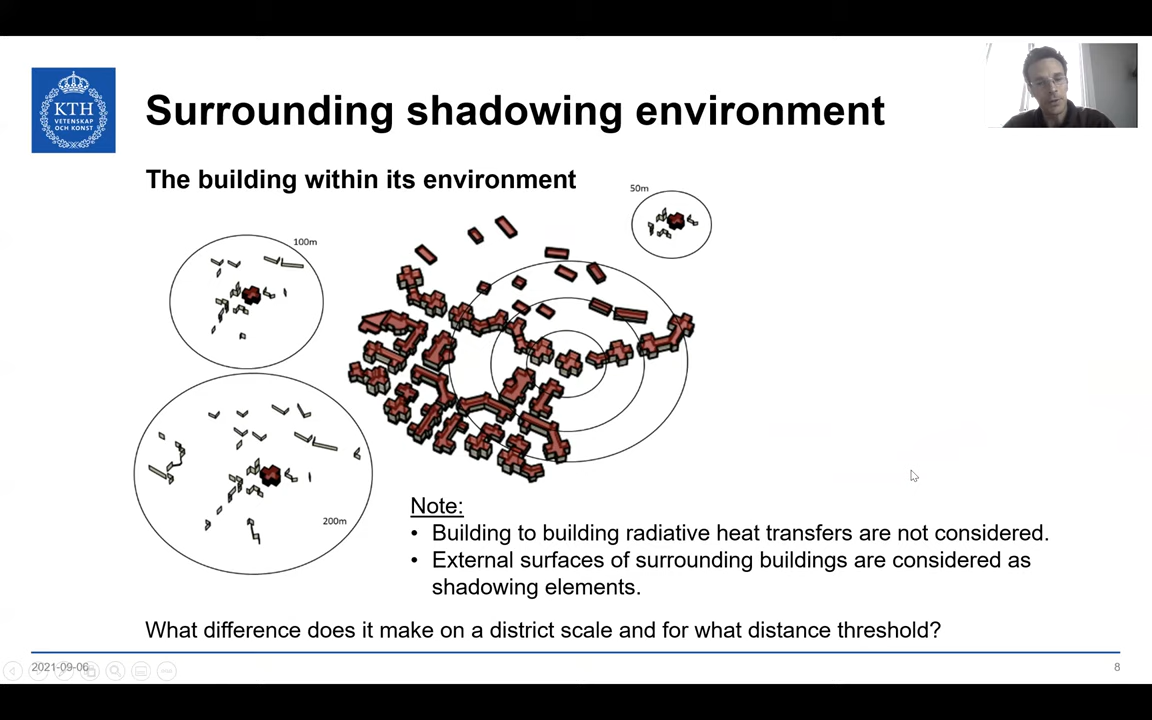 KTH
VETENSKAP
OCH KONST
Surrounding shadowing environment
The building within its environment
50m
100m
200m
Note:
• Building to building radiative heat transfers are not considered.
• External surfaces of surrounding buildings are considered as
shadowing elements.
What difference does it make on a district scale and for what distance threshold?
2021-09-06
8